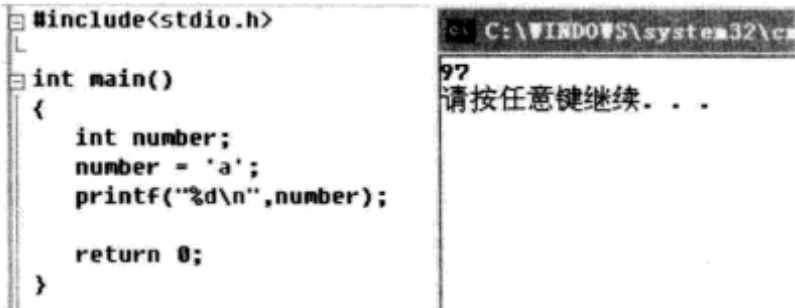 #include<stdio.h>
int main()
{
int number;
number = 'a';
printf("%d\n",number);
return 0;
}
C:\WINDOWS\system32\cm
97
请按任意键继续. . .